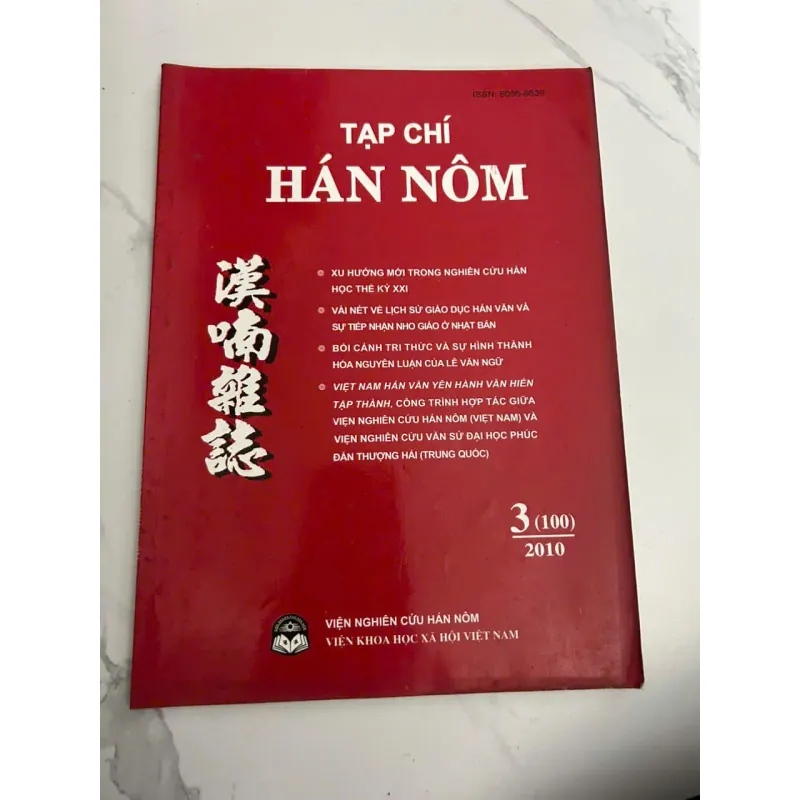 ISSN: 8066-8639
TẠP CHÍ
HÁN NÔM
漢喃雜誌
XU HƯỚNG MỚI TRONG NGHIÊN CỨU HÁN
HỌC THẾ KỶ XXI
VÀI NÉT VỀ LỊCH SỬ GIÁO DỤC HÁN VĂN VÀ
SỰ TIẾP NHẬN NHO GIÁO Ở NHẬT BẢN
BỐI CẢNH TRI THỨC VÀ SỰ HÌNH THÀNH
HÓA NGUYÊN LUẬN CỦA LÊ VĂN NGỮ
VIỆT NAM HÁN VĂN YÊN HÀNH VĂN HIẾN
TẬP THÀNH, CÔNG TRÌNH HỢP TÁC GIỮA
VIỆN NGHIÊN CỨU HÁN NÔM (VIỆT NAM) VÀ
VIỆN NGHIÊN CỨU VĂN SỬ ĐẠI HỌC PHÚC
ĐÁN THƯỢNG HẢI (TRUNG QUỐC)
3 (100)
2010
VIỆN NGHIÊN CỨU HÁN NÔM
VIỆN KHOA HỌC XÃ HỘI VIỆT NAM